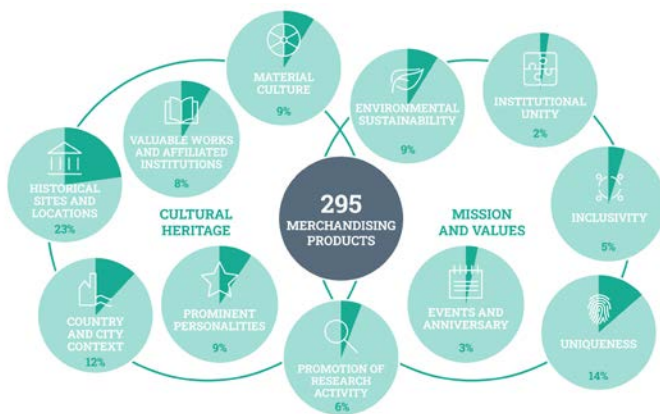 MATERIAL
CULTURE
9%
ENVIRONMENTAL
SUSTAINABILITY
9%
INSTITUTIONAL
UNITY
2%
VALUABLE WORKS
AND AFFILIATED
INSTITUTIONS
8%
HISTORICAL
SITES AND
LOCATIONS
23%
CULTURAL
HERITAGE
295
MERCHANDISING
PRODUCTS
MISSION
AND VALUES
INCLUSIVITY
5%
COUNTRY
AND CITY
CONTEXT
12%
PROMINENT
PERSONALITIES
9%
PROMOTION OF
RESEARCH
ACTIVITY
6%
EVENTS AND
ANNIVERSARY
3%
UNIQUENESS
14%